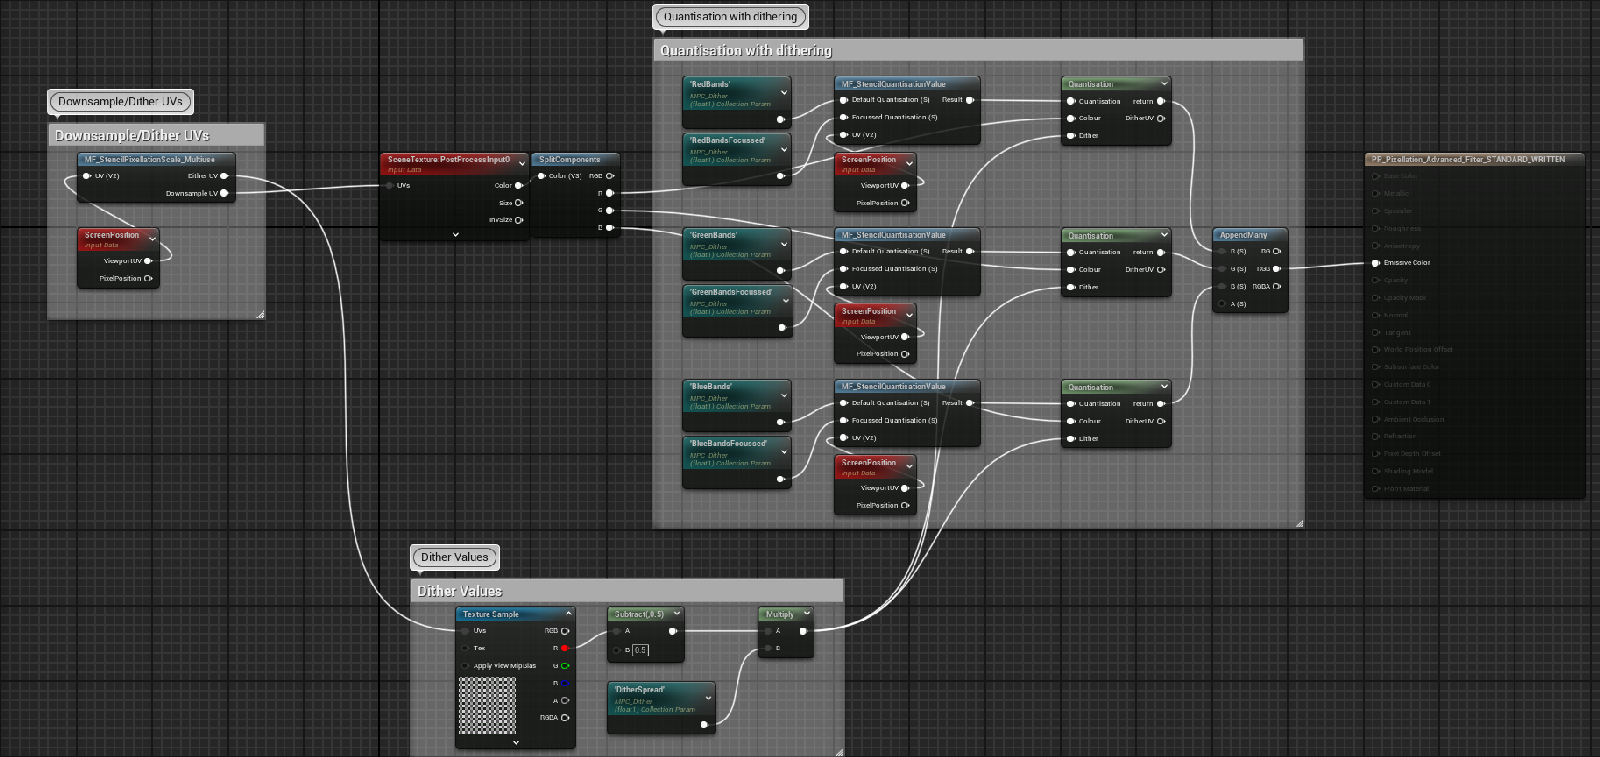 Quantisation with dithering
Quantisation with dithering
Downsample/Dither UVs
Downsample/Dither UVs
MF_StencilPixellationScale_Multiuse
UV (V2)
Dither UV
Downsample UV
ScreenPosition
Input Data
ViewportUV
PixelPosition
SceneTexture:PostProcessInput0
Input Data
UVs
Color
Size
InvSize
SplitComponents
Color (V3)
RGB
R
G
B
'RedBands'
MPC_Dither
(float1) Collection Param
'RedBandsFocussed'
MPC_Dither
(float1) Collection Param
MF_StencilQuantisationValue
Default Quantisation (S)
Result
Focussed Quantisation (S)
UV (V2)
ScreenPosition
Input Data
ViewportUV
PixelPosition
Quantisation
Quantisation
return
Colour
DitherUV
Dither
'GreenBands'
MPC_Dither
(float1) Collection Param
'GreenBandsFocussed'
MPC_Dither
(float1) Collection Param
MF_StencilQuantisationValue
Default Quantisation (S)
Result
Focussed Quantisation (S)
UV (V2)
ScreenPosition
Input Data
ViewportUV
PixelPosition
Quantisation
Quantisation
return
Colour
DitherUV
Dither
'BlueBands'
MPC_Dither
(float1) Collection Param
'BlueBandsFocussed'
MPC_Dither
(float1) Collection Param
MF_StencilQuantisationValue
Default Quantisation (S)
Result
Focussed Quantisation (S)
UV (V2)
ScreenPosition
Input Data
ViewportUV
PixelPosition
Quantisation
Quantisation
return
Colour
DitherUV
Dither
AppendMany
R (S)
RG
G (S)
RGB
B (S)
RGBA
A (S)
PP_Pixellation_Advanced_Filter_STANDARD_WRITTEN
Base Color
Metallic
Specular
Roughness
Anisotropy
Emissive Color
Opacity
Opacity Mask
Normal
Tangent
World Position Offset
Subsurface Color
Custom Data 0
Custom Data 1
Ambient Occlusion
Refraction
Pixel Depth Offset
Shading Model
Front Material
Dither Values
Dither Values
Texture Sample
UVs
RGB
Tex
R
Apply View MipBias
G
B
A
RGBA
Subtract(,0.5)
A
B
0.5
Multiply
A
B
'DitherSpread'
MPC_Dither
(float1) Collection Param